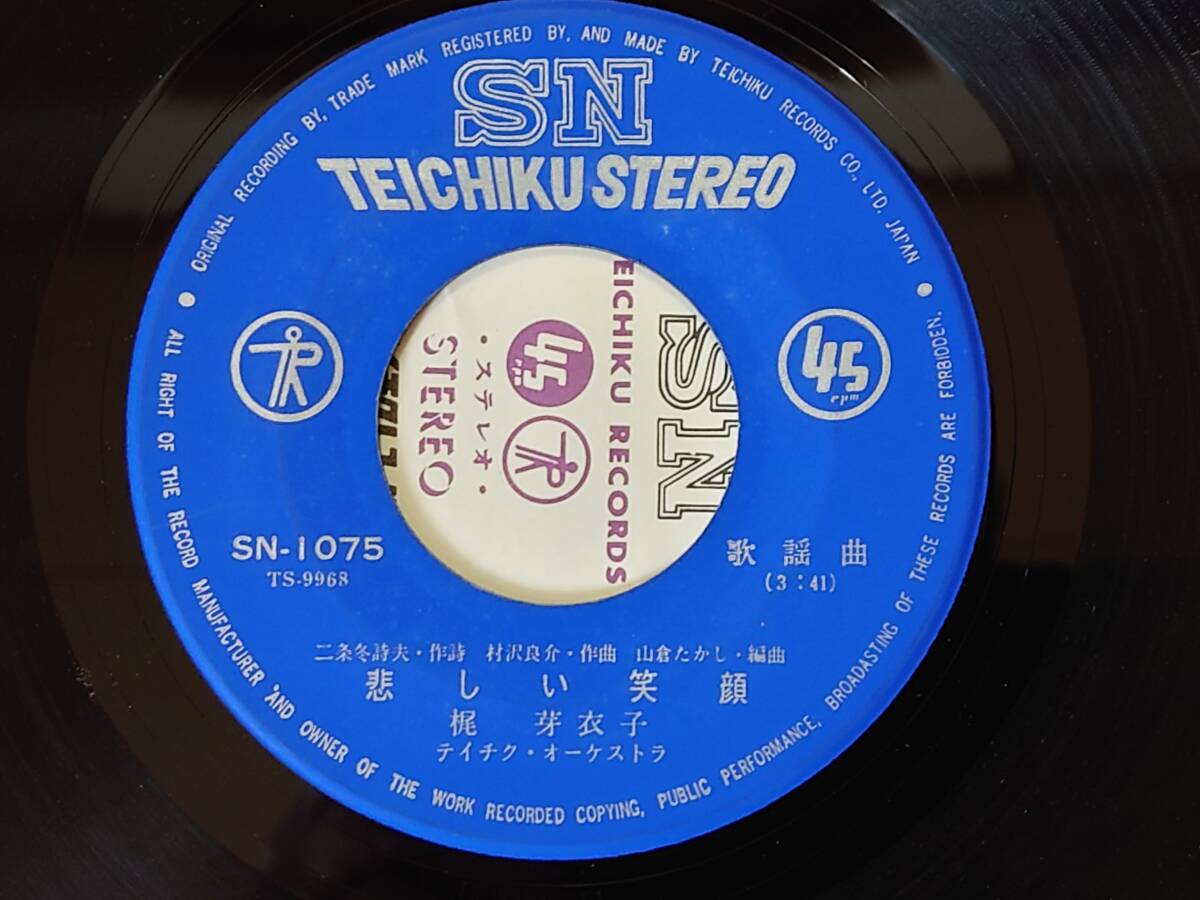 ORIGINAL RECORDING BY, TRADE MARK REGISTERED BY, AND MADE BY TEICHIKU RECORDS CO., LTD. JAPAN
SN
TEICHIKU STEREO
TR
45
rpm
EICHIKU RECORDS
SN
45
TR
・ステレオ・
STEREO
SN-1075
TS-9968
歌謡曲
(3:41)
二条冬詩夫・作詩 村沢良介・作曲 山倉たかし・編曲
悲しい笑顔
梶 芽衣子
テイチク・オーケストラ
ALL RIGHT OF THE RECORD MANUFACTURER AND OWNER OF THE WORK RECORDED COPYING, PUBLIC PERFORMANCE, BROADASTING OF THESE RECORDS ARE FORBIDDEN.